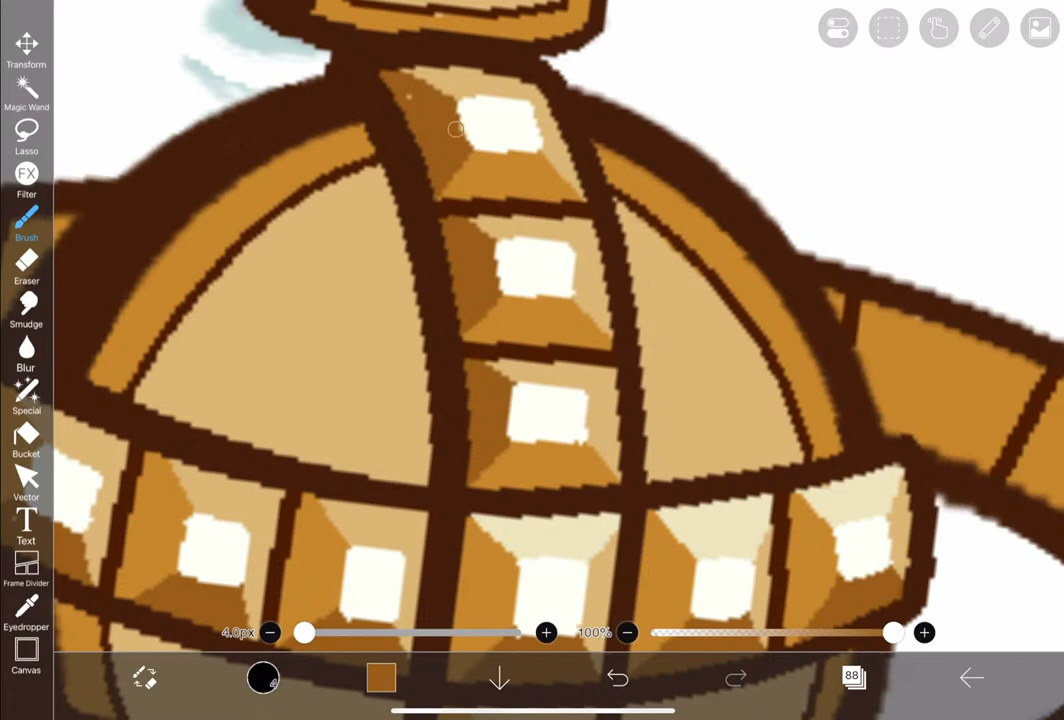 Transform
Magic Wand
Lasso
FX
Filter
Brush
Eraser
Smudge
Blur
Special
Bucket
Vector
T
Text
Frame Divider
Eyedropper
Canvas
4.0px
100%
88